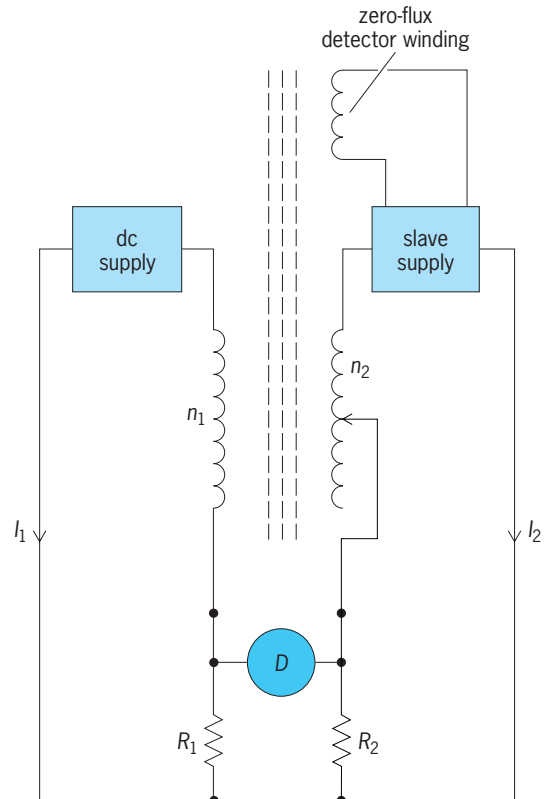 zero-flux
detector winding
dc
supply
slave
supply
n1
n2
I1
I2
D
R1
R2